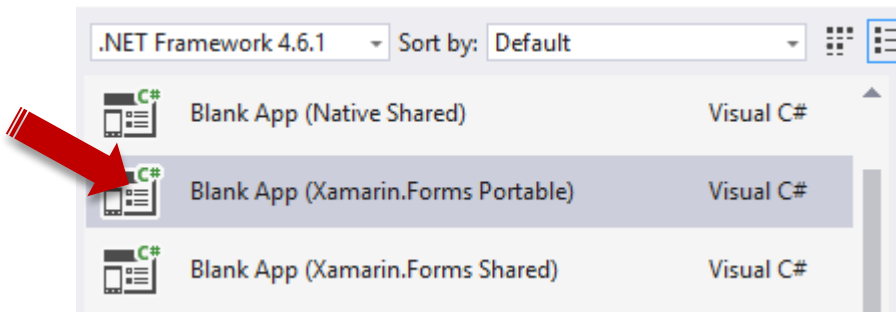 .NET Framework 4.6.1 Sort by: Default
C# Blank App (Native Shared) Visual C#
C# Blank App (Xamarin.Forms Portable) Visual C#
C# Blank App (Xamarin.Forms Shared) Visual C#